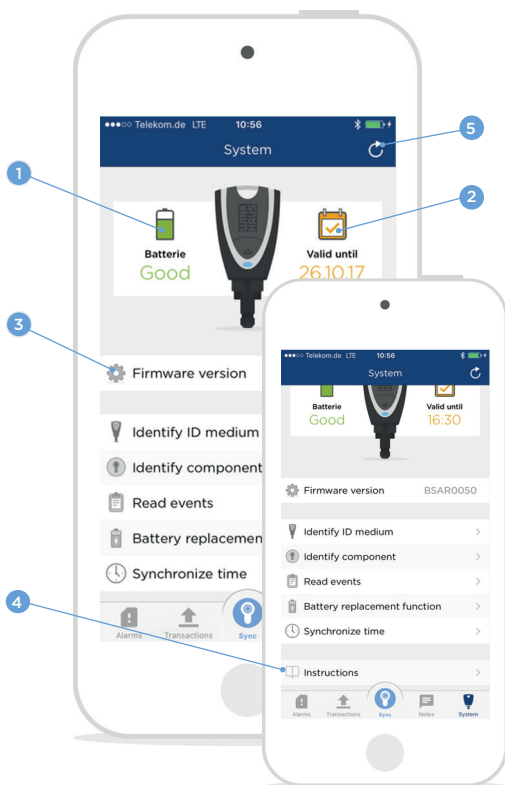 Telekom.de LTE 10:56
System
5
1
2
Batterie
Good
Valid until
26.10.17
3
Firmware version
Identify ID medium
Identify component
Read events
Battery replacemen
Synchronize time
Alarms Transactions Sync
Telekom.de LTE 10:56
System
Batterie
Good
Valid until
16:30
Firmware version BSAR0050
Identify ID medium
Identify component
Read events
Battery replacement function
Synchronize time
4
Instructions
Alarms Transactions Sync Notes System